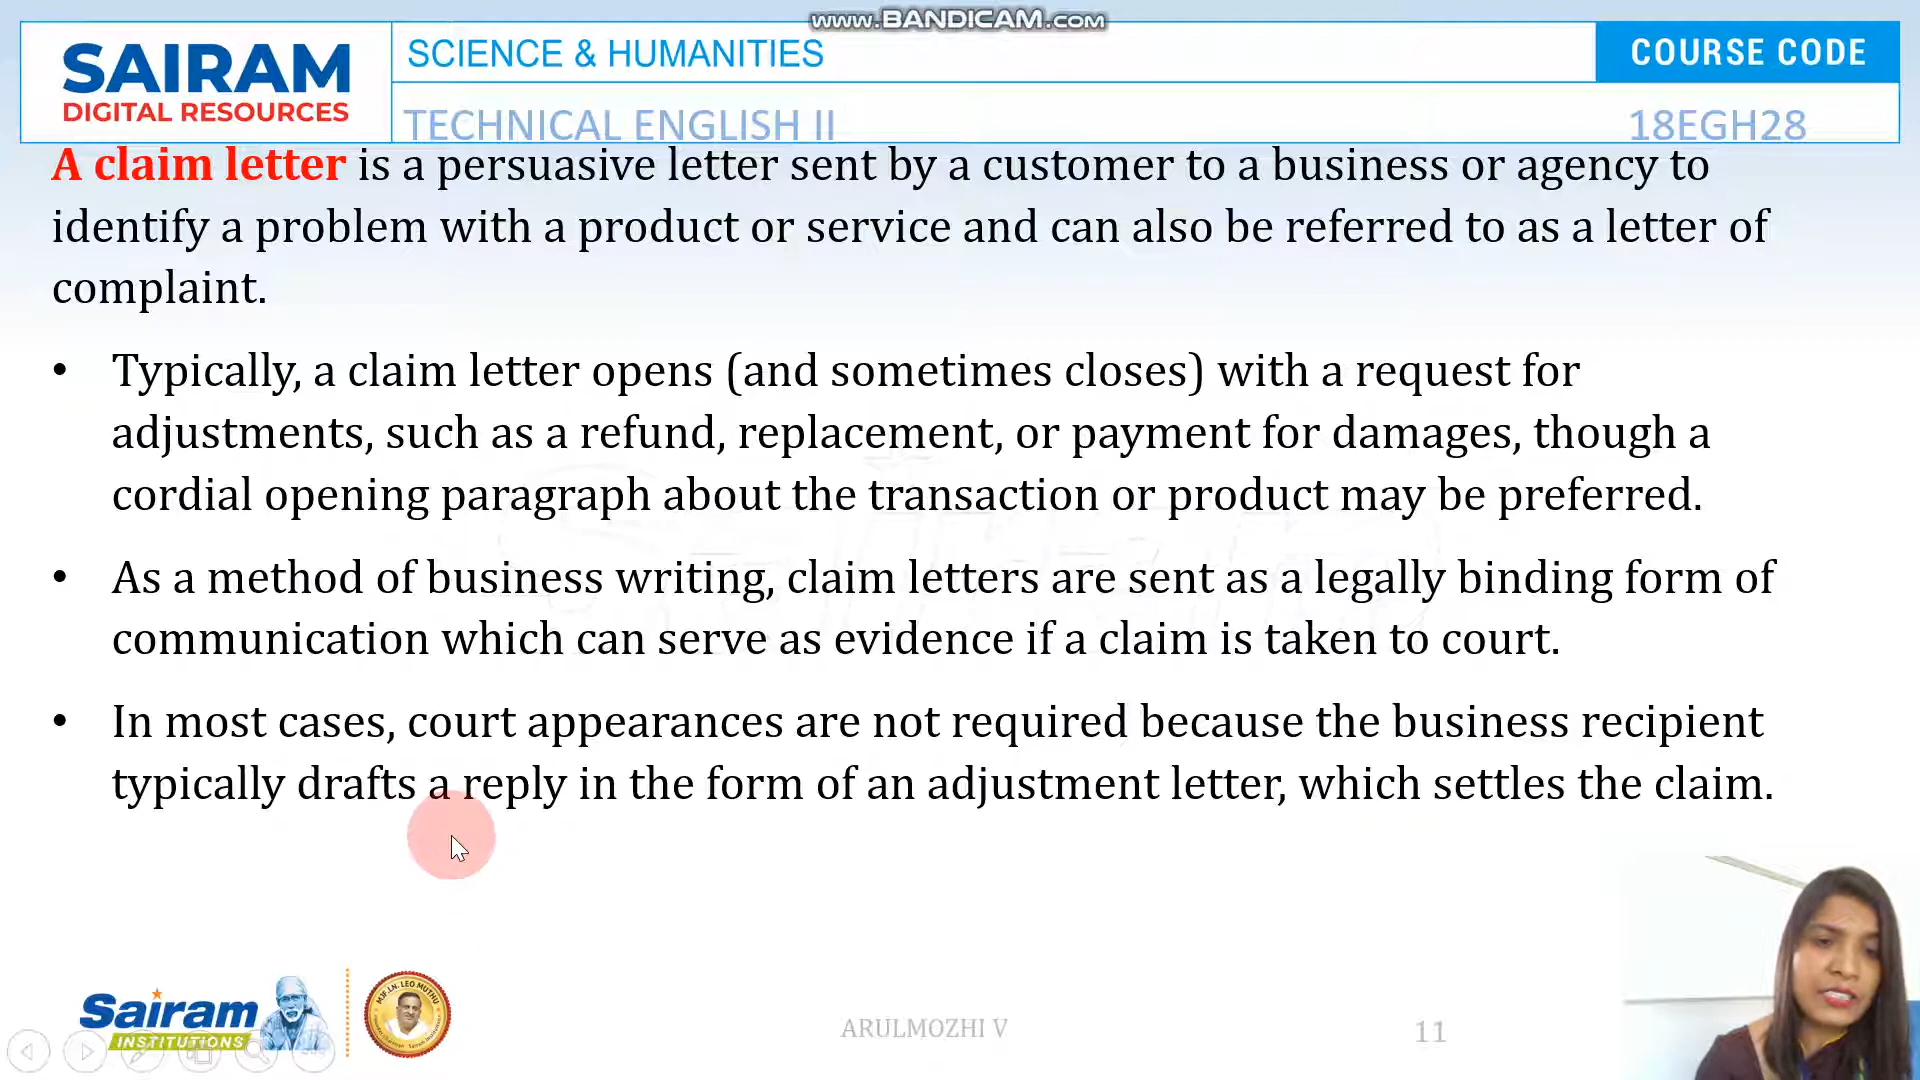 www.BANDICAM.com
SAIRAM
DIGITAL RESOURCES
SCIENCE & HUMANITIES
COURSE CODE
TECHNICAL ENGLISH II
18EGH28
A claim letter is a persuasive letter sent by a customer to a business or agency to
identify a problem with a product or service and can also be referred to as a letter of
complaint.
• Typically, a claim letter opens (and sometimes closes) with a request for
adjustments, such as a refund, replacement, or payment for damages, though a
cordial opening paragraph about the transaction or product may be preferred.
• As a method of business writing, claim letters are sent as a legally binding form of
communication which can serve as evidence if a claim is taken to court.
• In most cases, court appearances are not required because the business recipient
typically drafts a reply in the form of an adjustment letter, which settles the claim.
Sairam
INSTITUTIONS
MJF.LN. LEO MUTHU
ARULMOZHI V
11